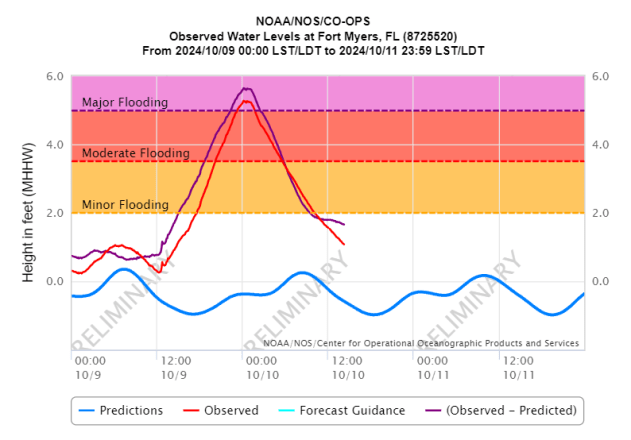 NOAA/NOS/CO-OPS
Observed Water Levels at Fort Myers, FL (8725520)
From 2024/10/09 00:00 LST/LDT to 2024/10/11 23:59 LST/LDT
Height in feet (MHHW)
6.0 6.0
Major Flooding
4.0 4.0
Moderate Flooding
Minor Flooding
2.0 2.0
0.0 0.0
RELIMINARY RELIMINARY RELIMINARY
NOAA/NOS/Center for Operational Oceanographic Products and Services
00:00 12:00 00:00 12:00 00:00 12:00
10/9 10/9 10/10 10/10 10/11 10/11
Predictions Observed Forecast Guidance (Observed - Predicted)